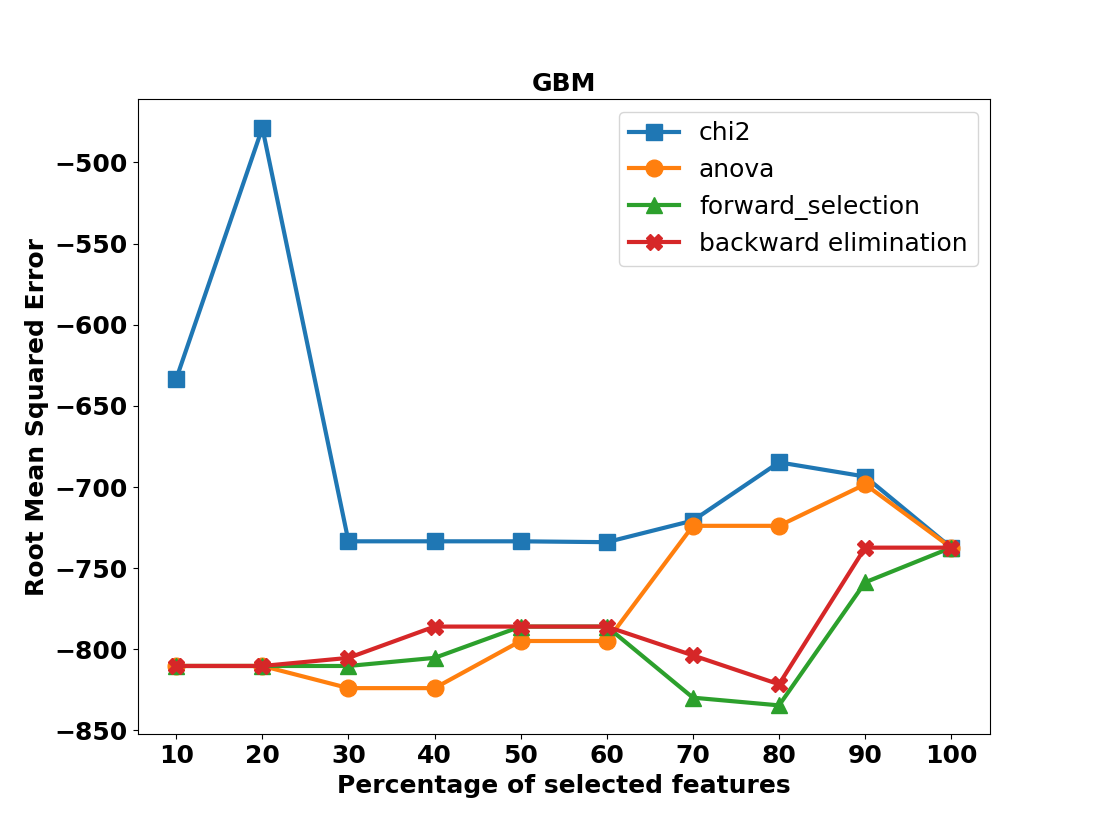 GBM
chi2
anova
forward_selection
backward elimination
Root Mean Squared Error
−500
−550
−600
−650
−700
−750
−800
−850
10 20 30 40 50 60 70 80 90 100
Percentage of selected features